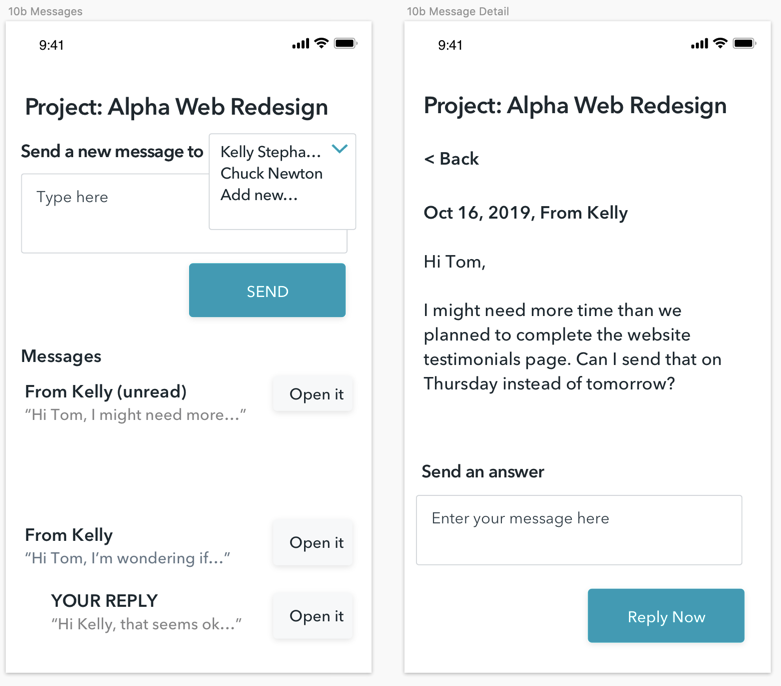 10b Messages
9:41
Project: Alpha Web Redesign
Send a new message to
Kelly Stepha...
Chuck Newton
Add new...
Type here
SEND
Messages
From Kelly (unread)
“Hi Tom, I might need more...”
Open it
From Kelly
“Hi Tom, I’m wondering if...”
Open it
YOUR REPLY
“Hi Kelly, that seems ok...”
Open it
10b Message Detail
9:41
Project: Alpha Web Redesign
< Back
Oct 16, 2019, From Kelly
Hi Tom,
I might need more time than we
planned to complete the website
testimonials page. Can I send that on
Thursday instead of tomorrow?
Send an answer
Enter your message here
Reply Now